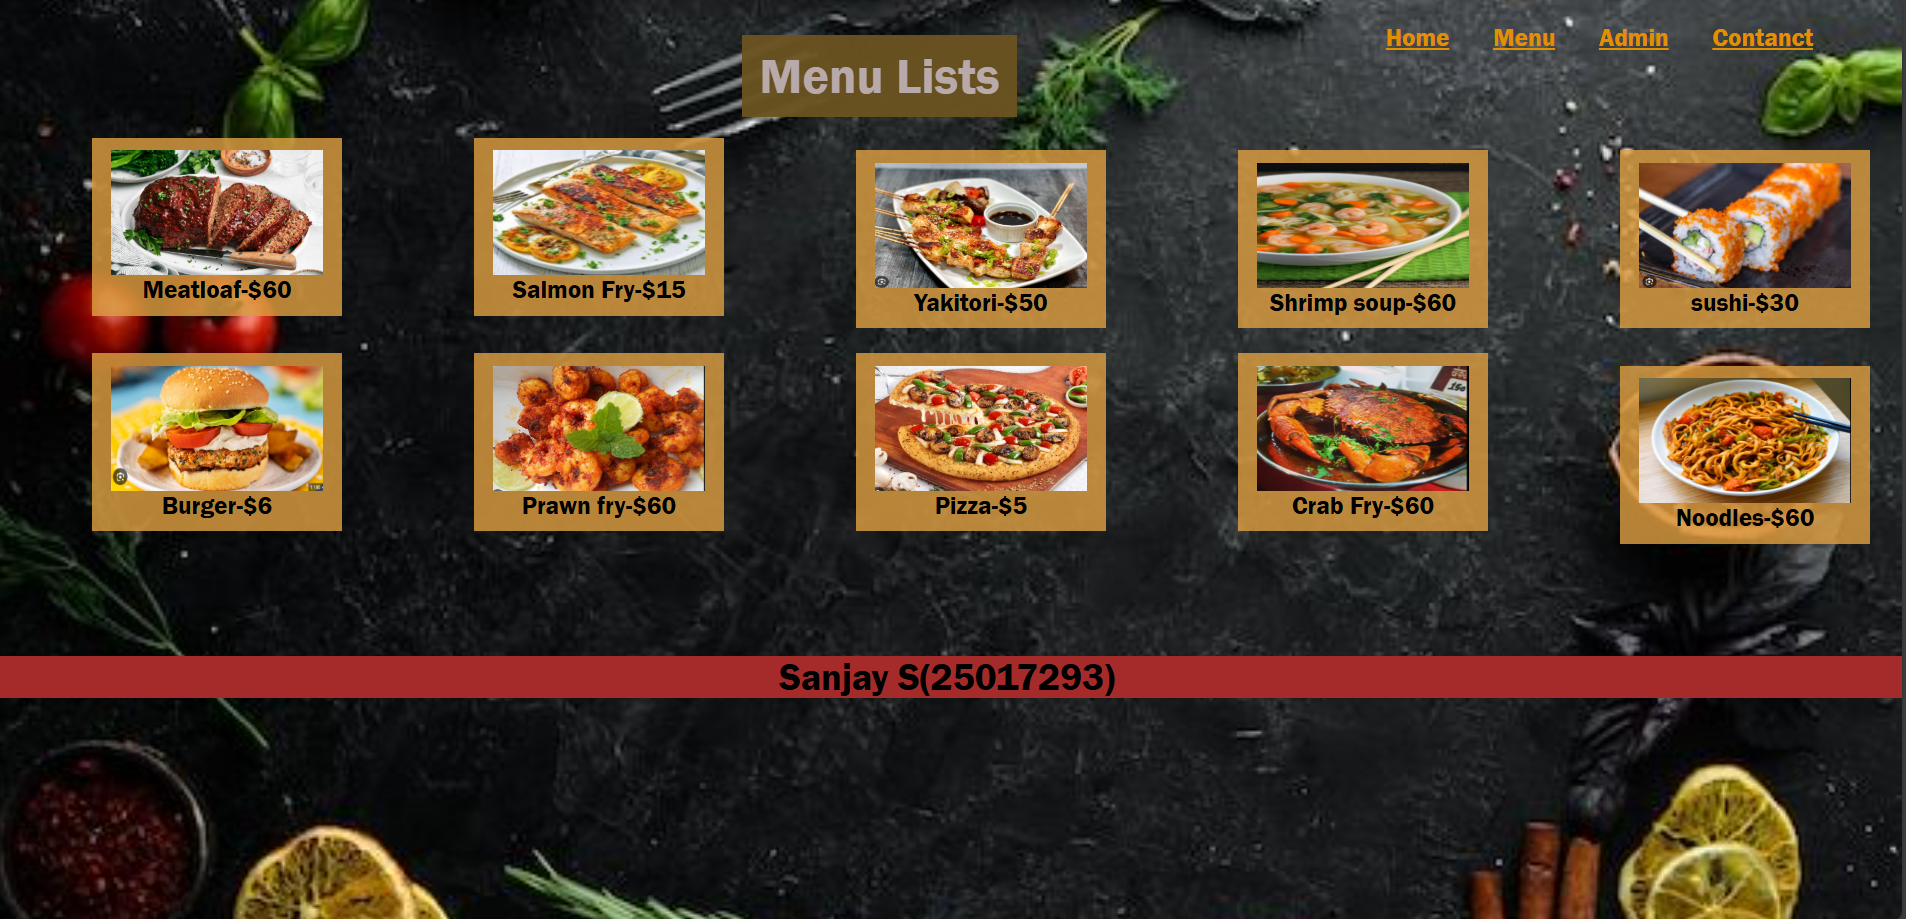 Home Menu Admin Contanct
Menu Lists
Meatloaf-$60
Salmon Fry-$15
Yakitori-$50
Shrimp soup-$60
sushi-$30
Burger-$6
Prawn fry-$60
Pizza-$5
Crab Fry-$60
Noodles-$60
Sanjay S(25017293)